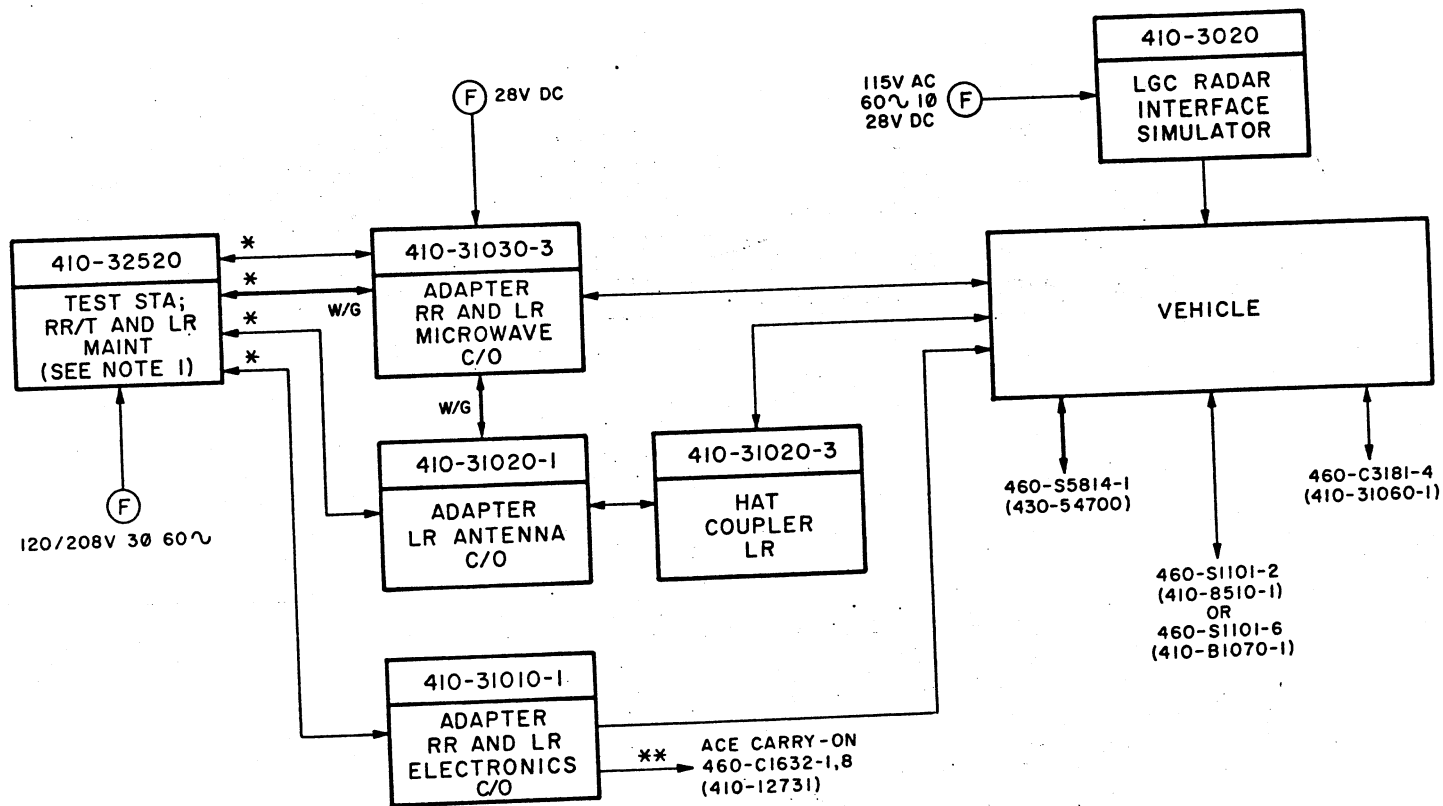 410-3020
LGC RADAR
INTERFACE
SIMULATOR
115V AC
60∿ 1Ø
28V DC
F
F
28V DC
410-32520
TEST STA;
RR/T AND LR
MAINT
(SEE NOTE 1)
*
*
W/G
*
*
410-31030-3
ADAPTER
RR AND LR
MICROWAVE
C/O
VEHICLE
W/G
F
120/208V 3Ø 60∿
410-31020-1
ADAPTER
LR ANTENNA
C/O
410-31020-3
HAT
COUPLER
LR
460-S5814-1
(430-54700)
460-S1101-2
(410-8510-1)
OR
460-S1101-6
(410-B1070-1)
460-C3181-4
(410-31060-1)
410-31010-1
ADAPTER
RR AND LR
ELECTRONICS
C/O
**
ACE CARRY-ON
460-C1632-1,8
(410-12731)